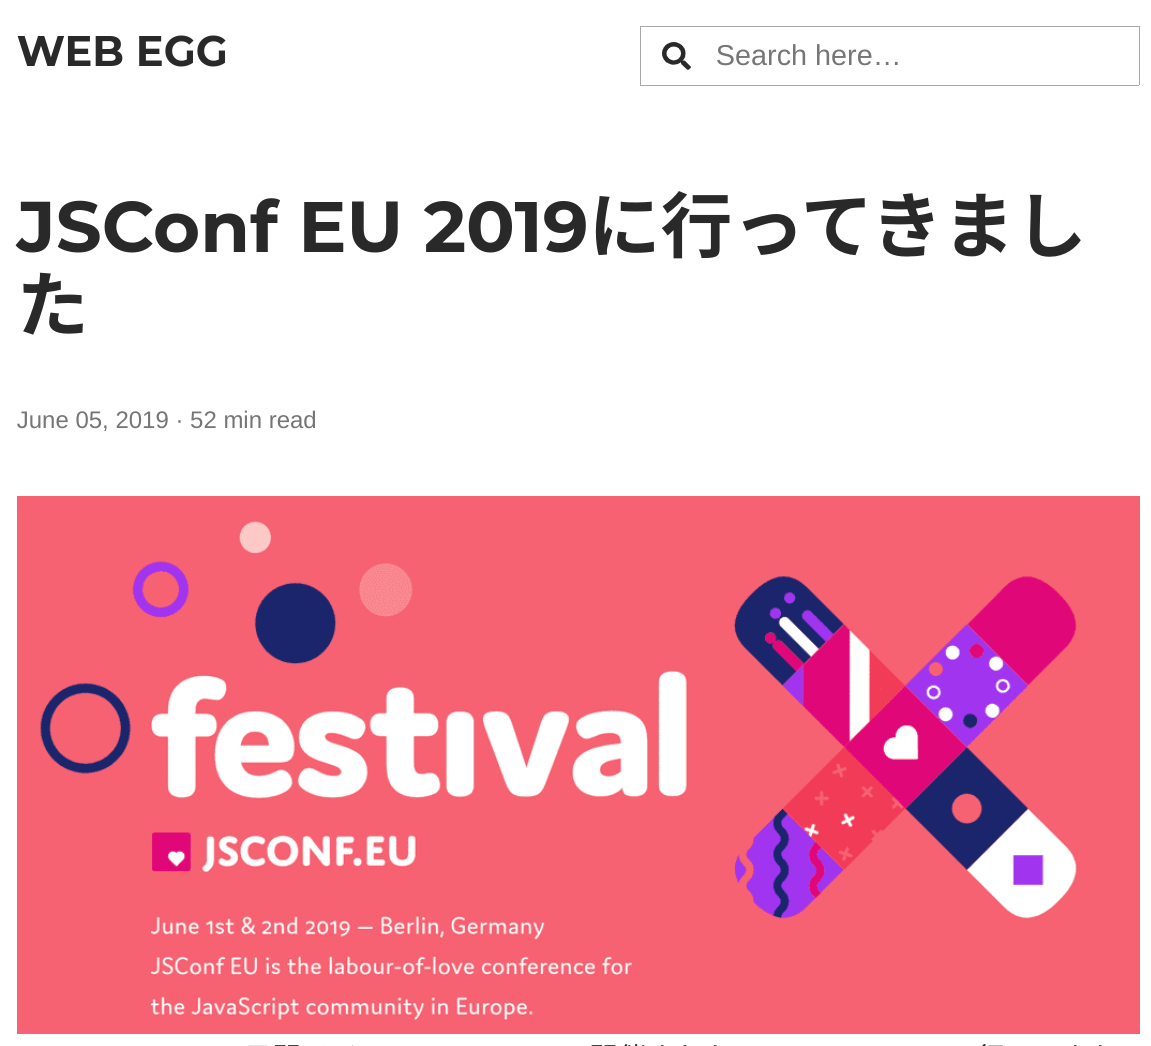 WEB EGG
Search here…
JSConf EU 2019に行ってきまし
た
June 05, 2019 · 52 min read
festival
JSCONF.EU
June 1st & 2nd 2019 – Berlin, Germany
JSConf EU is the labour-of-love conference for
the JavaScript community in Europe.